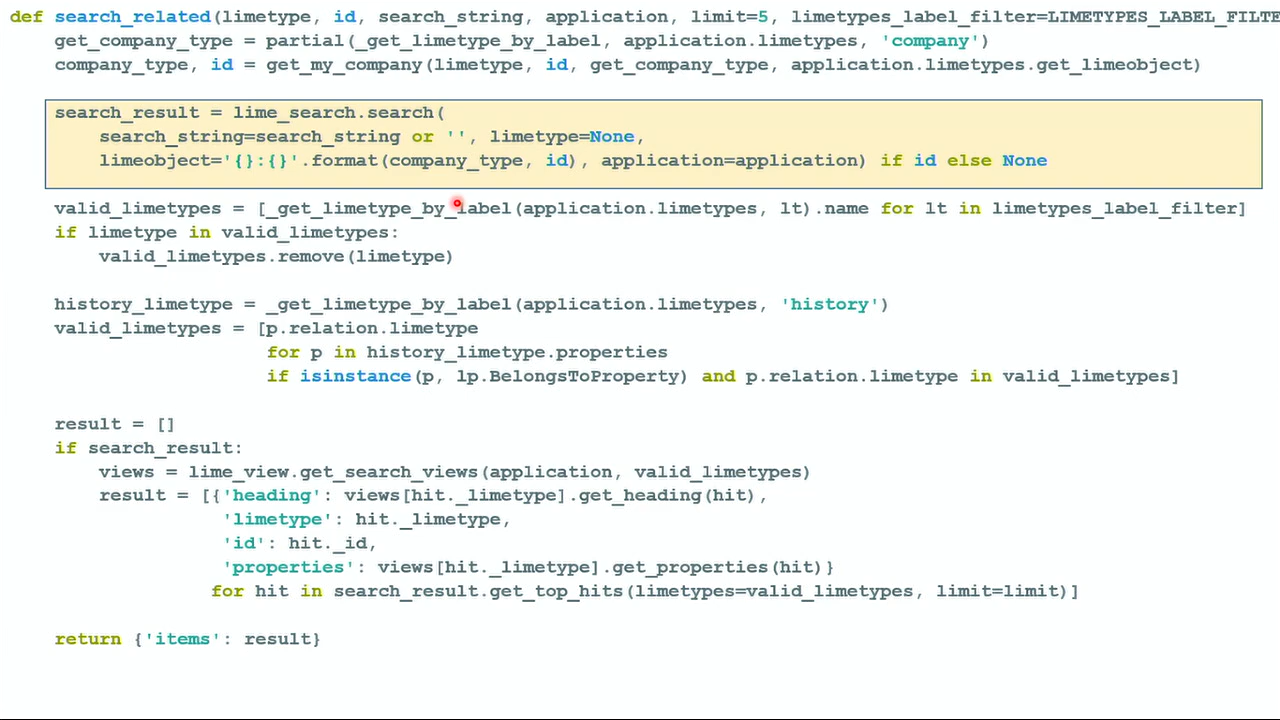 def search_related(limetype, id, search_string, application, limit=5, limetypes_label_filter=LIMETYPES_LABEL_FILTE
get_company_type = partial(_get_limetype_by_label, application.limetypes, 'company')
company_type, id = get_my_company(limetype, id, get_company_type, application.limetypes.get_limeobject)
search_result = lime_search.search(
search_string=search_string or '', limetype=None,
limeobject='{}:{}'.format(company_type, id), application=application) if id else None
valid_limetypes = [_get_limetype_by_label(application.limetypes, lt).name for lt in limetypes_label_filter]
if limetype in valid_limetypes:
valid_limetypes.remove(limetype)
history_limetype = _get_limetype_by_label(application.limetypes, 'history')
valid_limetypes = [p.relation.limetype
for p in history_limetype.properties
if isinstance(p, lp.BelongsToProperty) and p.relation.limetype in valid_limetypes]
result = []
if search_result:
views = lime_view.get_search_views(application, valid_limetypes)
result = [{'heading': views[hit._limetype].get_heading(hit),
'limetype': hit._limetype,
'id': hit._id,
'properties': views[hit._limetype].get_properties(hit)}
for hit in search_result.get_top_hits(limetypes=valid_limetypes, limit=limit)]
return {'items': result}